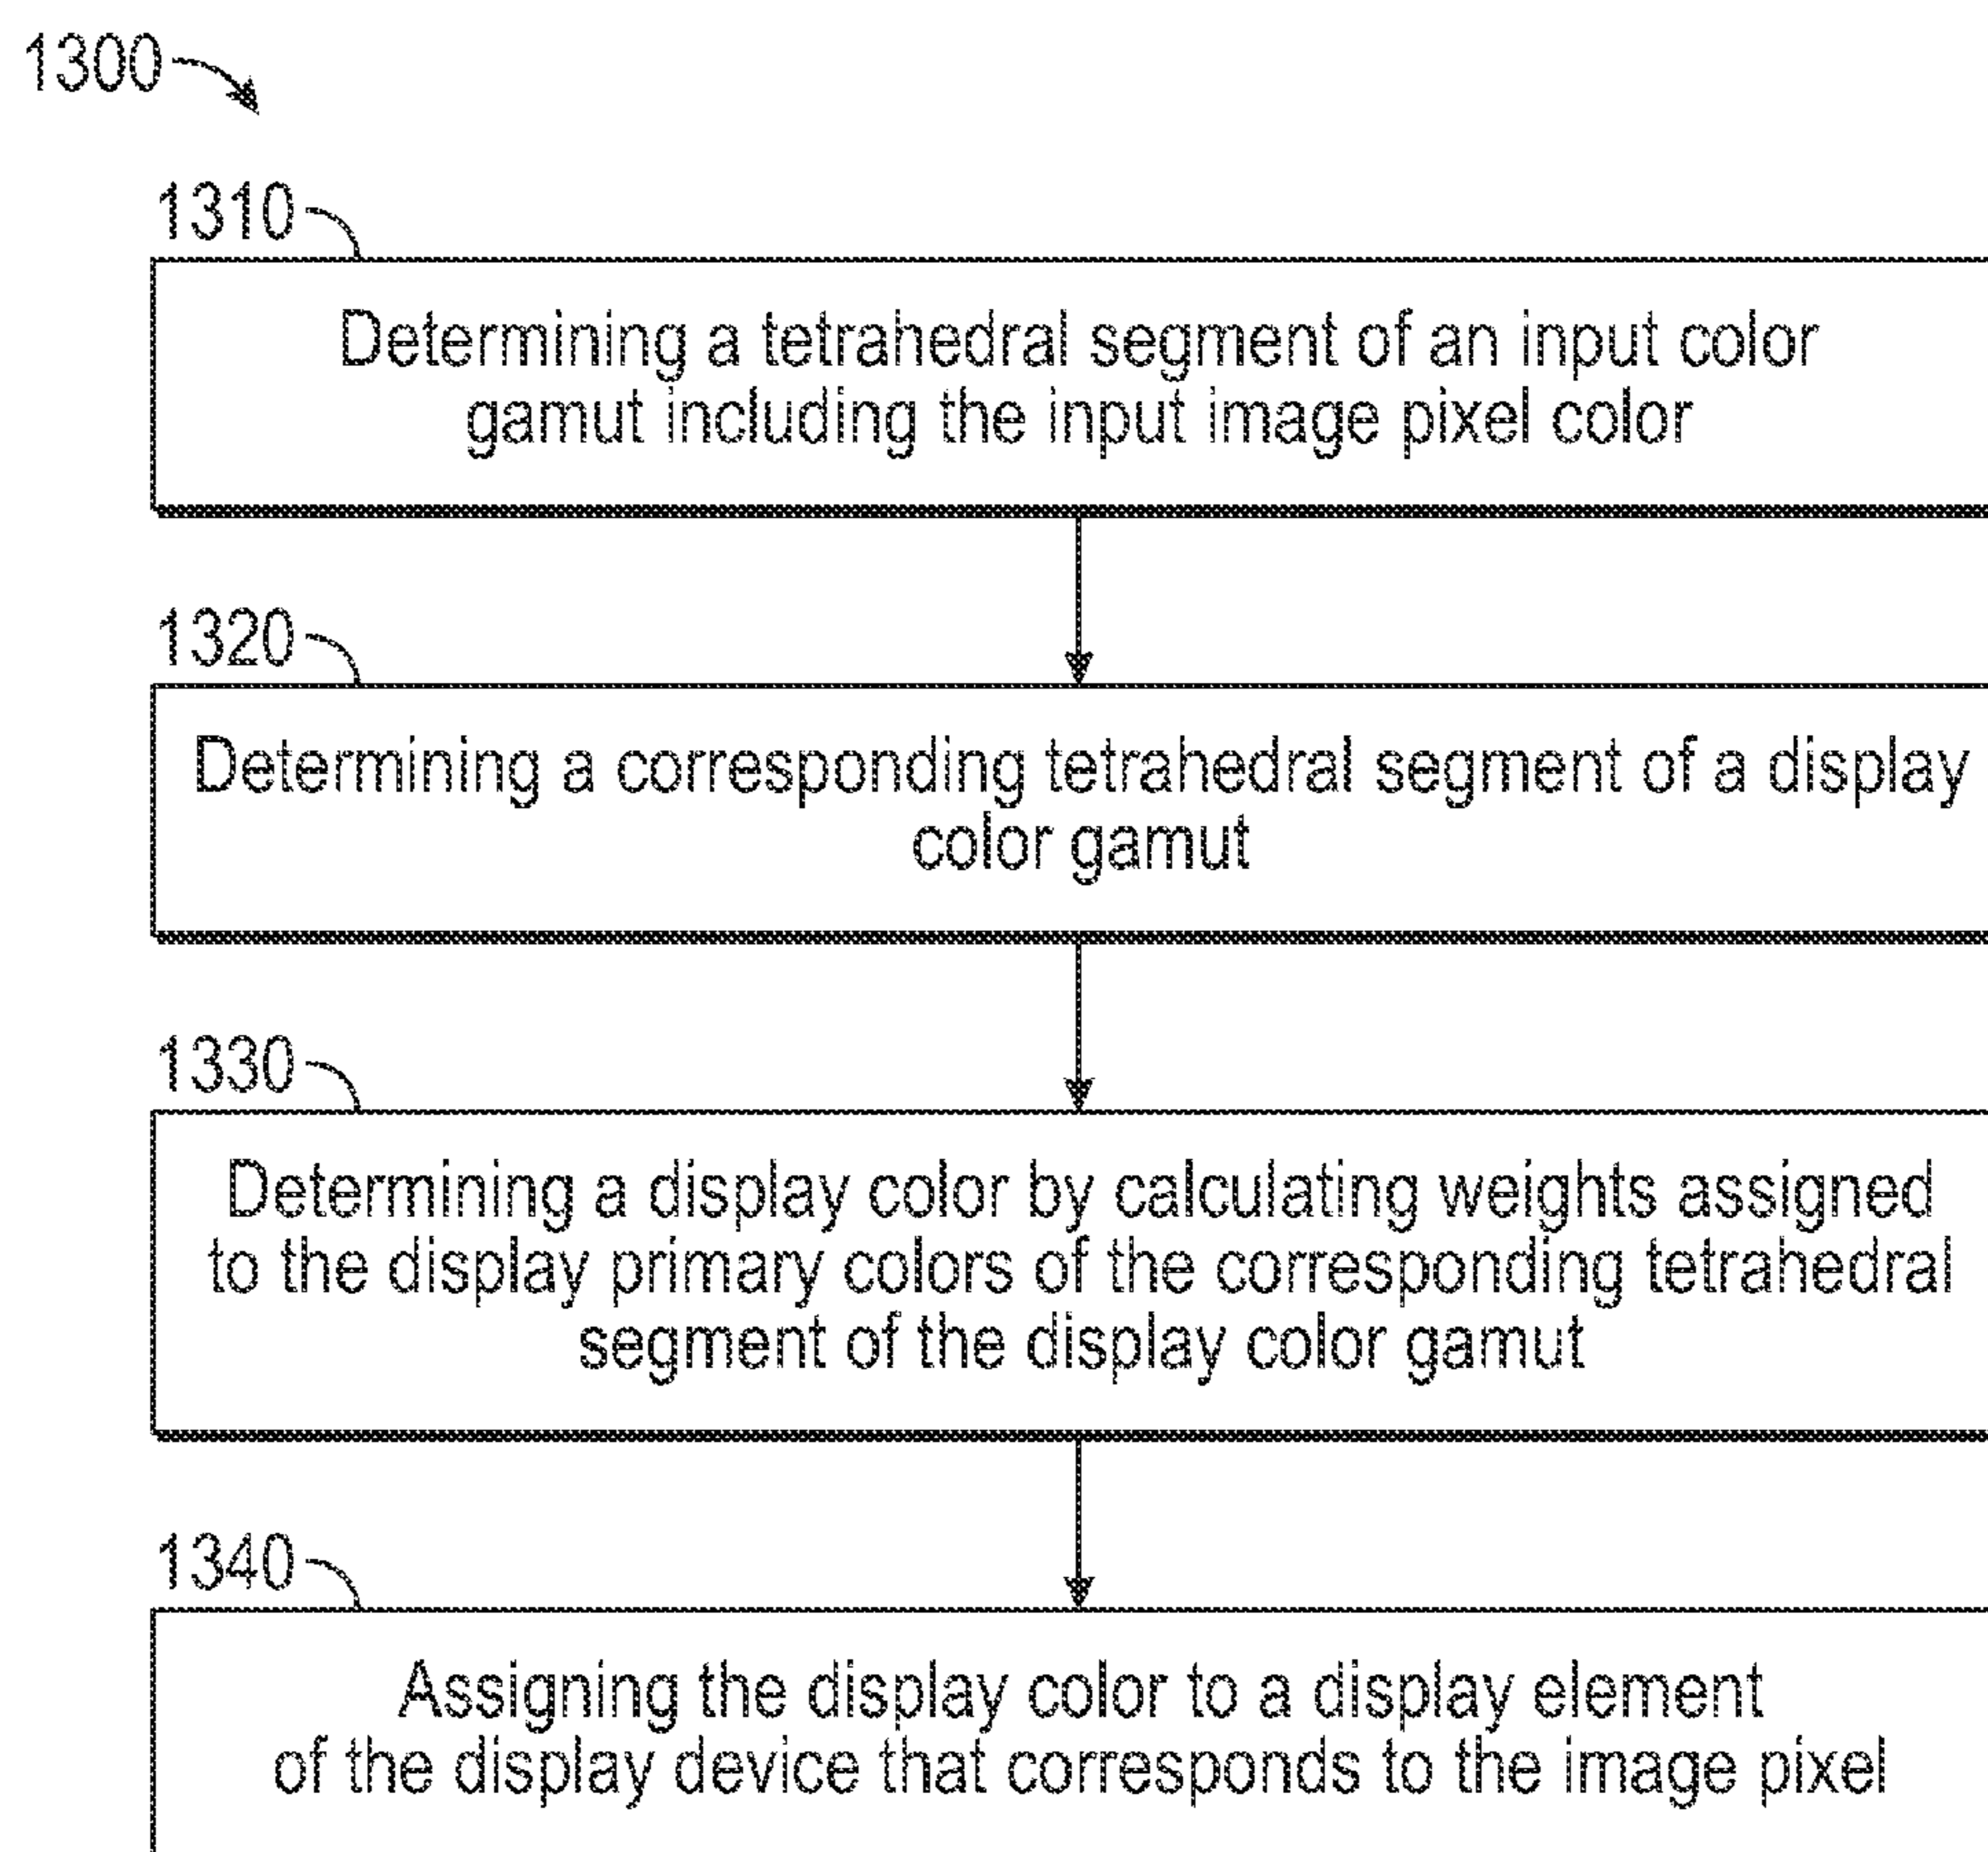 1300
1310
Determining a tetrahedral segment of an input color
gamut including the input image pixel color
1320
Determining a corresponding tetrahedral segment of a display
color gamut
1330
Determining a display color by calculating weights assigned
to the display primary colors of the corresponding tetrahedral
segment of the display color gamut
1340
Assigning the display color to a display element
of the display device that corresponds to the image pixel